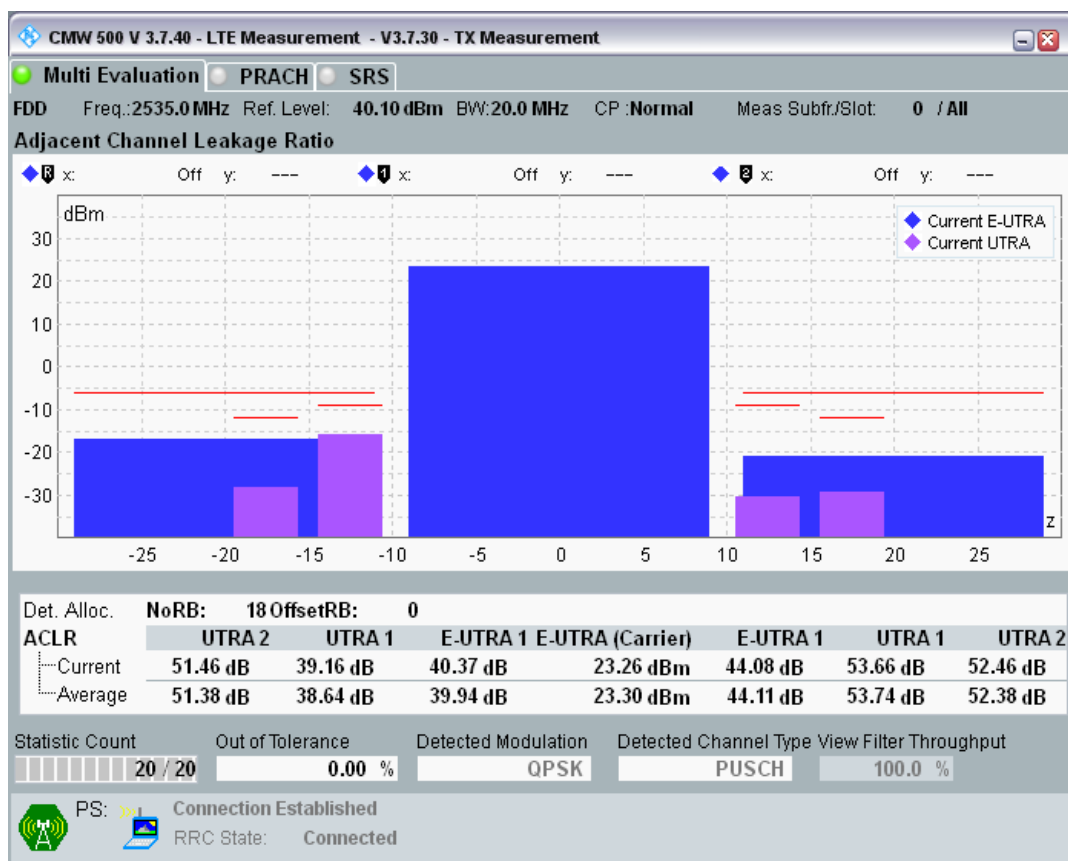 CMW 500 V 3.7.40 - LTE Measurement - V3.7.30 - TX Measurement
Multi Evaluation PRACH SRS
FDD Freq.:2535.0 MHz Ref. Level: 40.10 dBm BW:20.0 MHz CP :Normal Meas Subfr./Slot: 0 / All
Adjacent Channel Leakage Ratio
R x: Off y: --- 1 x: Off y: --- 2 x: Off y: ---
dBm
Current E-UTRA
Current UTRA
30
20
10
0
-10
-20
-30
z
-25 -20 -15 -10 -5 0 5 10 15 20 25
Det. Alloc. NoRB: 18 OffsetRB: 0
ACLR UTRA 2 UTRA 1 E-UTRA 1 E-UTRA (Carrier) E-UTRA 1 UTRA 1 UTRA 2
Current 51.46 dB 39.16 dB 40.37 dB 23.26 dBm 44.08 dB 53.66 dB 52.46 dB
Average 51.38 dB 38.64 dB 39.94 dB 23.30 dBm 44.11 dB 53.74 dB 52.38 dB
Statistic Count Out of Tolerance Detected Modulation Detected Channel Type View Filter Throughput
20 / 20 0.00 % QPSK PUSCH 100.0 %
PS: Connection Established
RRC State: Connected